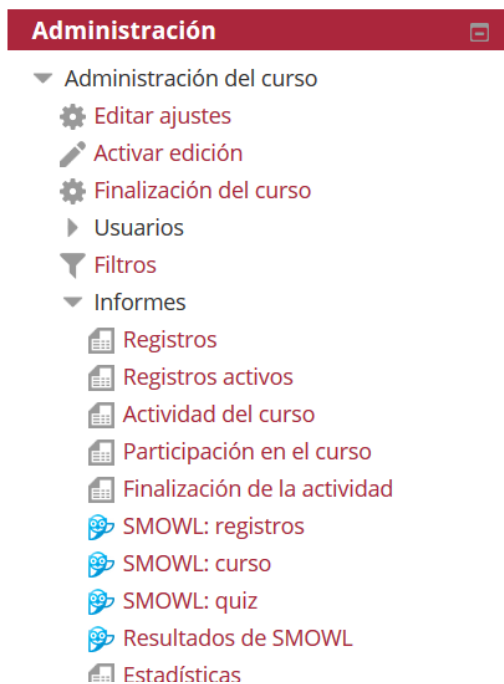 Administración
Administración del curso
Editar ajustes
Activar edición
Finalización del curso
Usuarios
Filtros
Informes
Registros
Registros activos
Actividad del curso
Participación en el curso
Finalización de la actividad
SMOWL: registros
SMOWL: curso
SMOWL: quiz
Resultados de SMOWL
Estadísticas